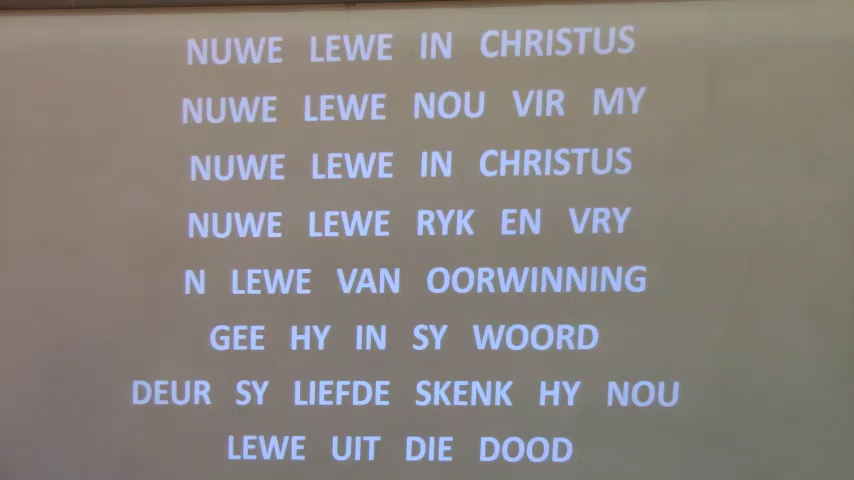 NUWE LEWE IN CHRISTUS
NUWE LEWE NOU VIR MY
NUWE LEWE IN CHRISTUS
NUWE LEWE RYK EN VRY
N LEWE VAN OORWINNING
GEE HY IN SY WOORD
DEUR SY LIEFDE SKENK HY NOU
LEWE UIT DIE DOOD